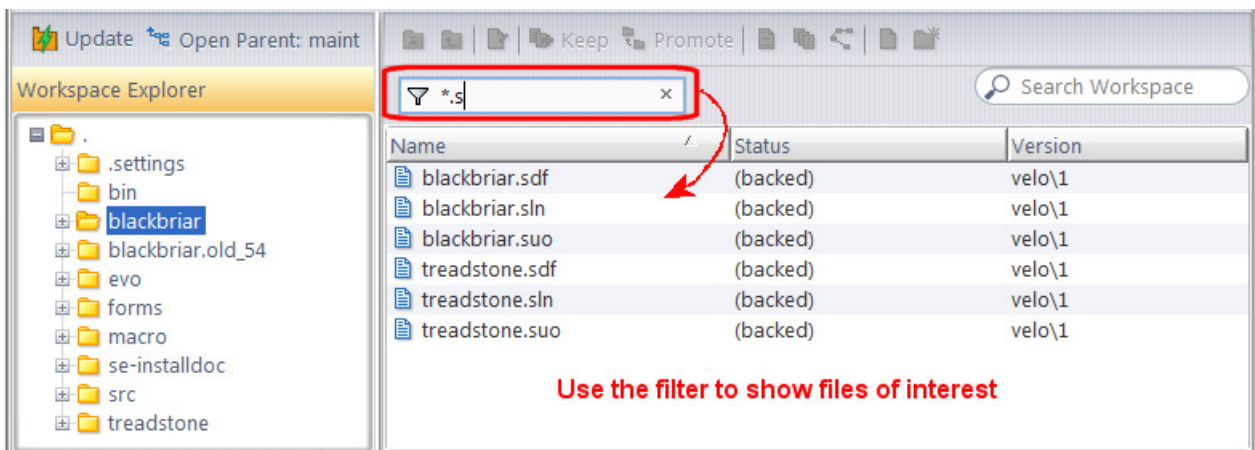 Update Open Parent: maint Keep Promote
Workspace Explorer
*.s × Search Workspace
Name Status Version
.
.settings
bin
blackbriar
blackbriar.old_54
evo
forms
macro
se-installdoc
src
treadstone
blackbriar.sdf (backed) velo\1
blackbriar.sln (backed) velo\1
blackbriar.suo (backed) velo\1
treadstone.sdf (backed) velo\1
treadstone.sln (backed) velo\1
treadstone.suo (backed) velo\1
Use the filter to show files of interest